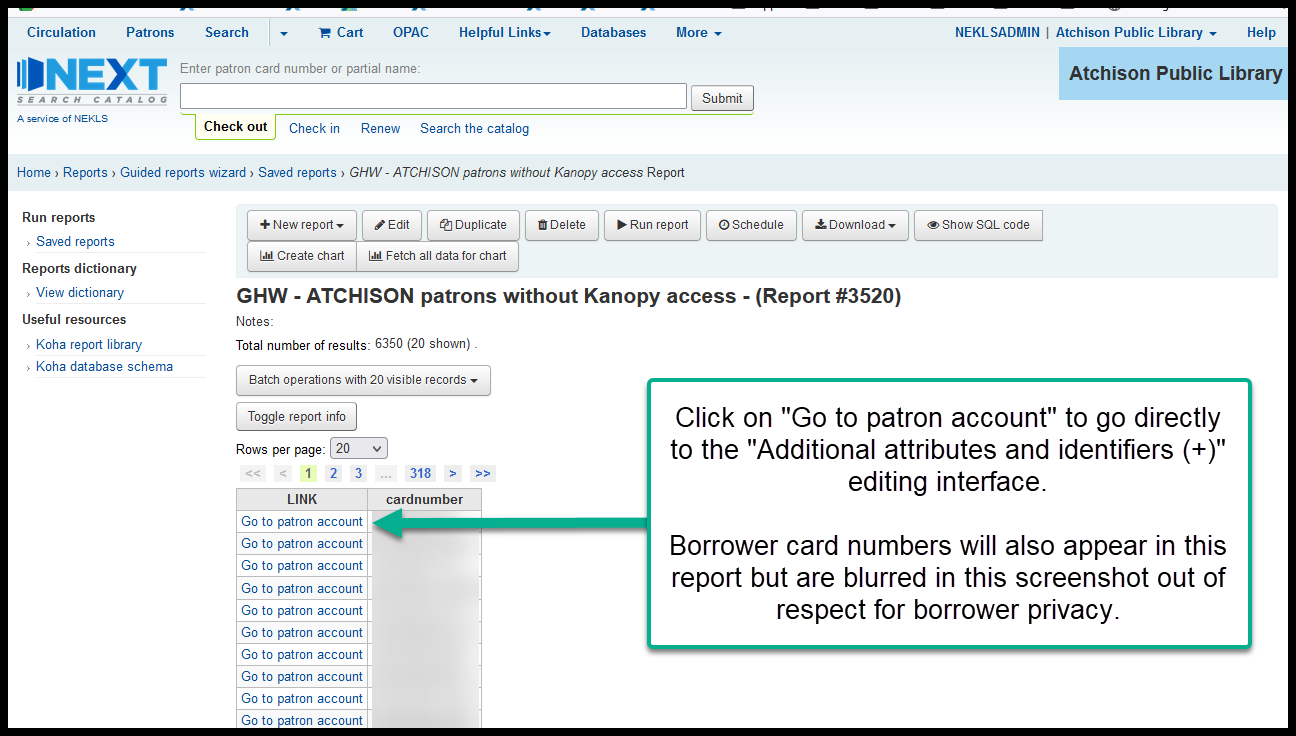 Circulation Patrons Search Cart OPAC Helpful Links Databases More NEKLSADMIN | Atchison Public Library Help
NEXT
SEARCH CATALOG
A service of NEKLS
Enter patron card number or partial name:
Atchison Public Library
Submit
Check out Check in Renew Search the catalog
Home › Reports › Guided reports wizard › Saved reports › GHW - ATCHISON patrons without Kanopy access Report
Run reports
› Saved reports
Reports dictionary
› View dictionary
Useful resources
› Koha report library
› Koha database schema
New report Edit Duplicate Delete Run report Schedule Download Show SQL code
Create chart Fetch all data for chart
GHW - ATCHISON patrons without Kanopy access - (Report #3520)
Notes:
Total number of results: 6350 (20 shown) .
Batch operations with 20 visible records
Toggle report info
Rows per page: 20
<< < 1 2 3 ... 318 > >>
LINK cardnumber
Go to patron account
Go to patron account
Go to patron account
Go to patron account
Go to patron account
Go to patron account
Go to patron account
Go to patron account
Go to patron account
Go to patron account
Click on "Go to patron account" to go directly
to the "Additional attributes and identifiers (+)"
editing interface.
Borrower card numbers will also appear in this
report but are blurred in this screenshot out of
respect for borrower privacy.